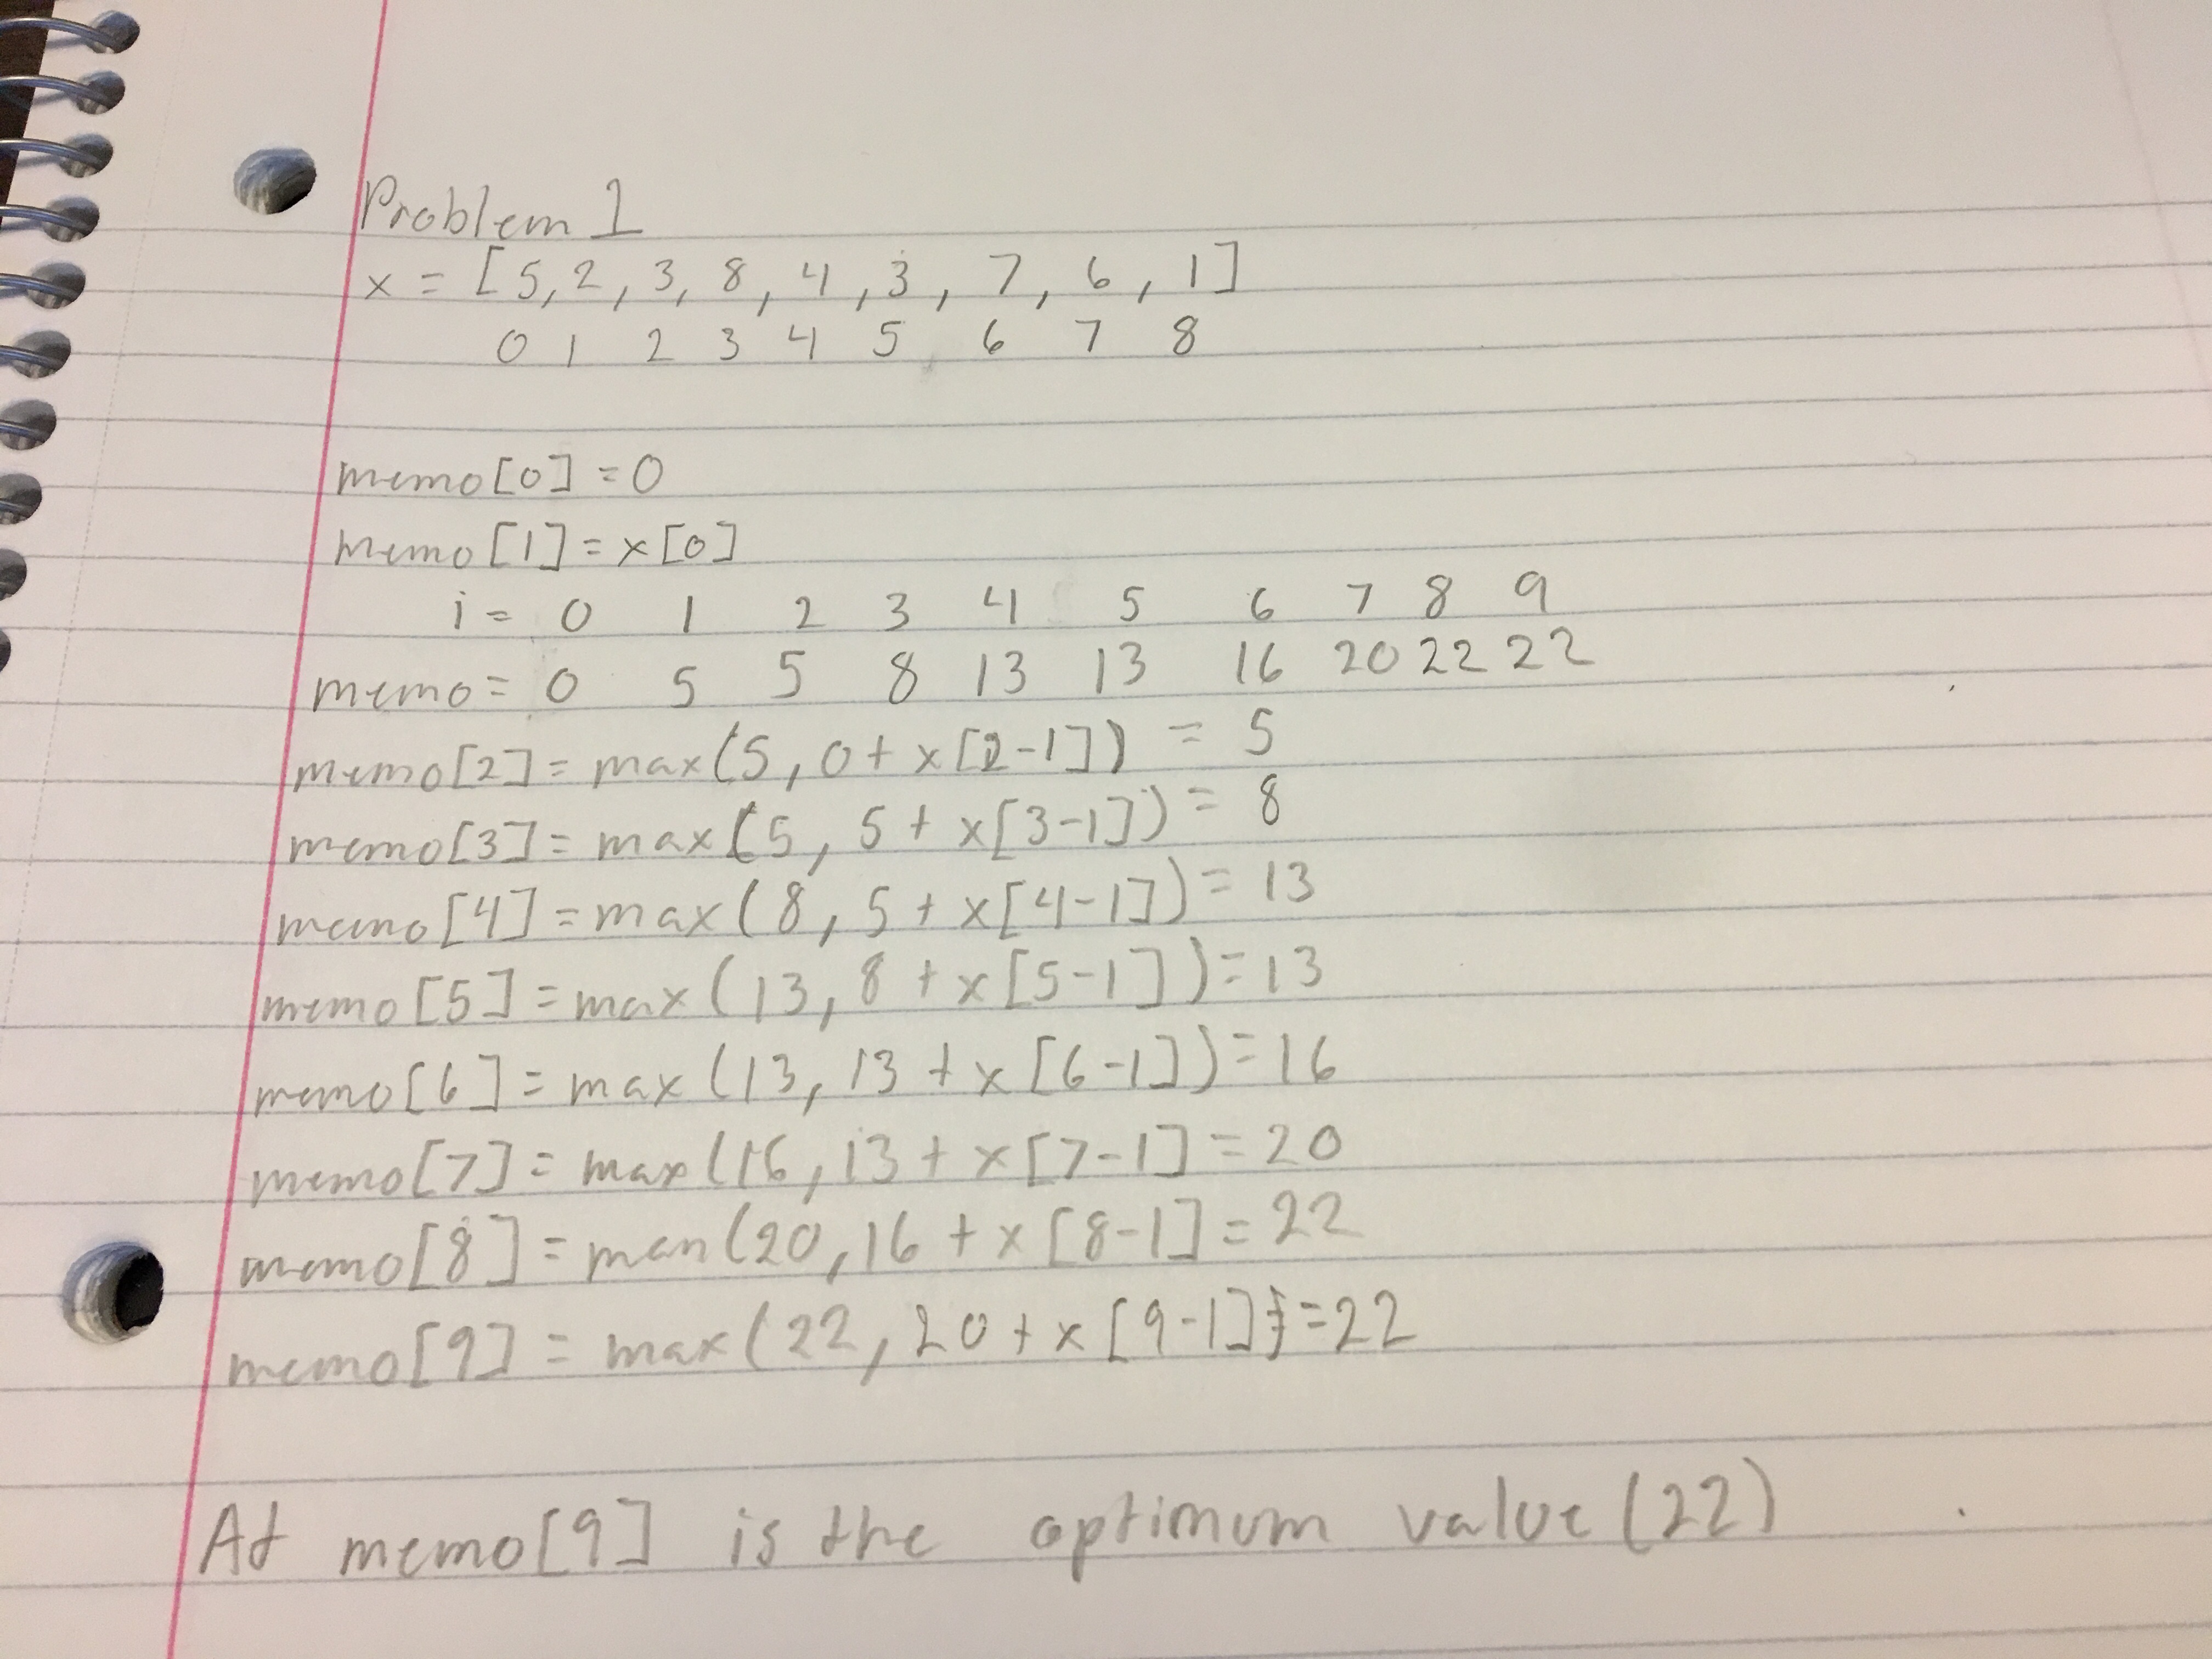 Problem 1
x = [5, 2, 3, 8, 4, 3, 7, 6, 1]
0 1 2 3 4 5 6 7 8
memo[0] = 0
memo[1] = x[0]
i = 0 1 2 3 4 5 6 7 8 9
memo = 0 5 5 8 13 13 16 20 22 22
memo[2] = max(5, 0 + x[2-1]) = 5
memo[3] = max(5, 5 + x[3-1]) = 8
memo[4] = max(8, 5 + x[4-1]) = 13
memo[5] = max(13, 8 + x[5-1]) = 13
memo[6] = max(13, 13 + x[6-1]) = 16
memo[7] = max(16, 13 + x[7-1] = 20
memo[8] = max(20, 16 + x[8-1] = 22
memo[9] = max(22, 20 + x[9-1]) = 22
At memo[9] is the optimum value (22)